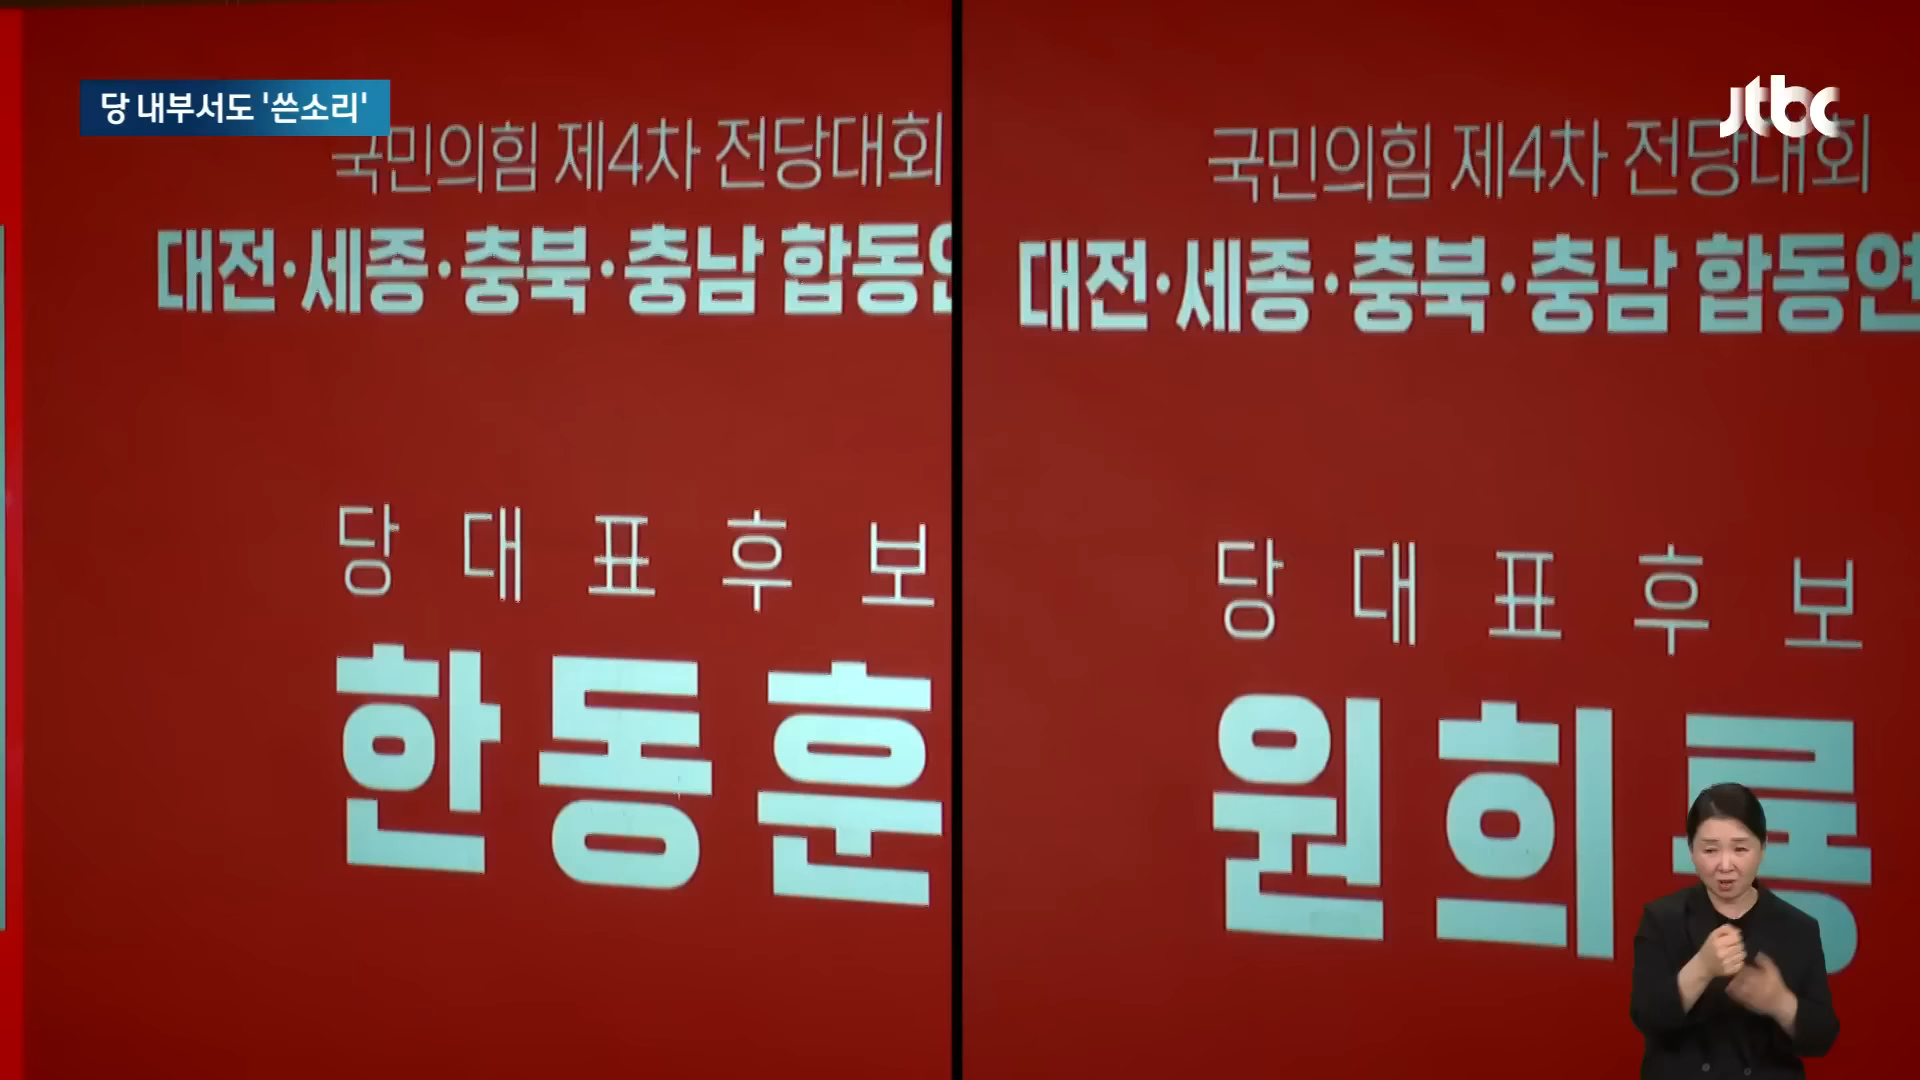 당 내부서도 '쓴소리'
jtbc
국민의힘 제4차 전당대회
대전·세종·충북·충남 합동연
당 대 표 후 보
한동훈
국민의힘 제4차 전당대회
대전·세종·충북·충남 합동연
당 대 표 후 보
원희룡